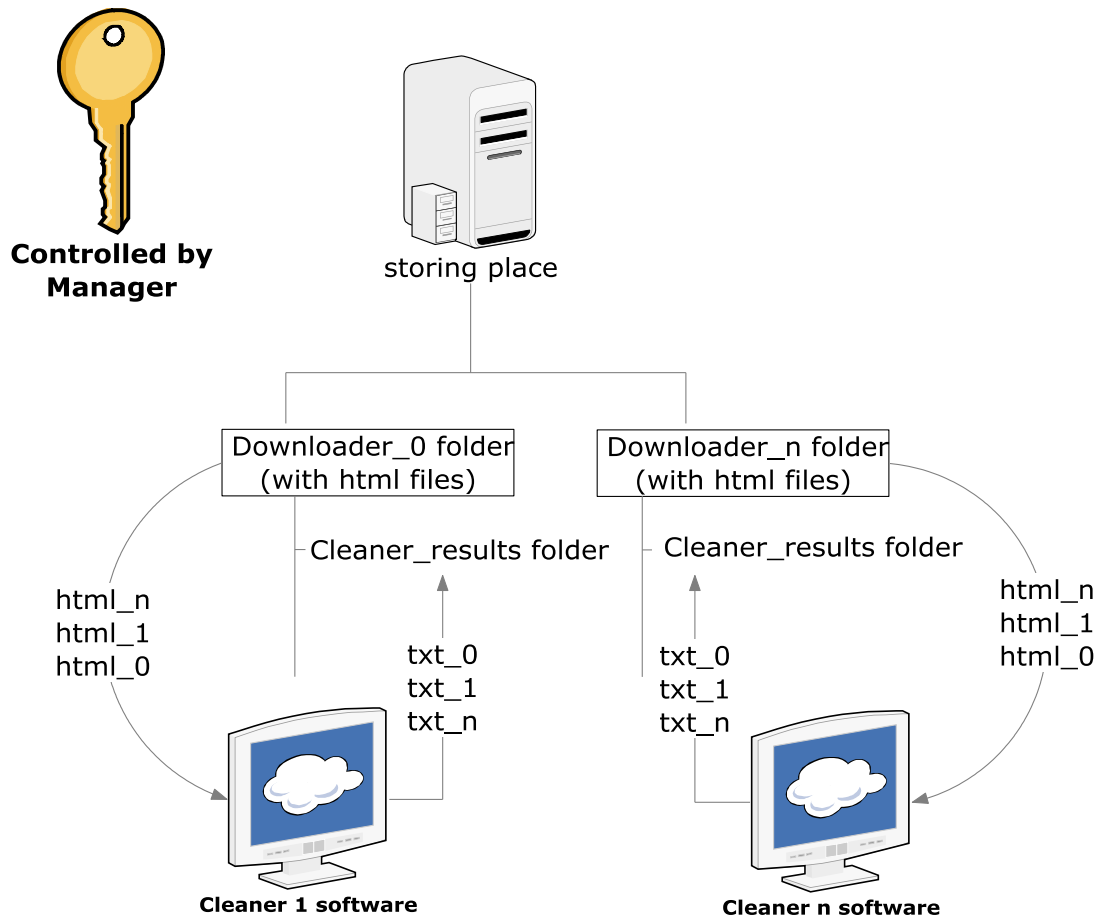 Controlled by
Manager
storing place
Downloader_0 folder
(with html files)
Downloader_n folder
(with html files)
Cleaner_results folder
Cleaner_results folder
html_n
html_1
html_0
txt_0
txt_1
txt_n
txt_0
txt_1
txt_n
html_n
html_1
html_0
Cleaner 1 software
Cleaner n software